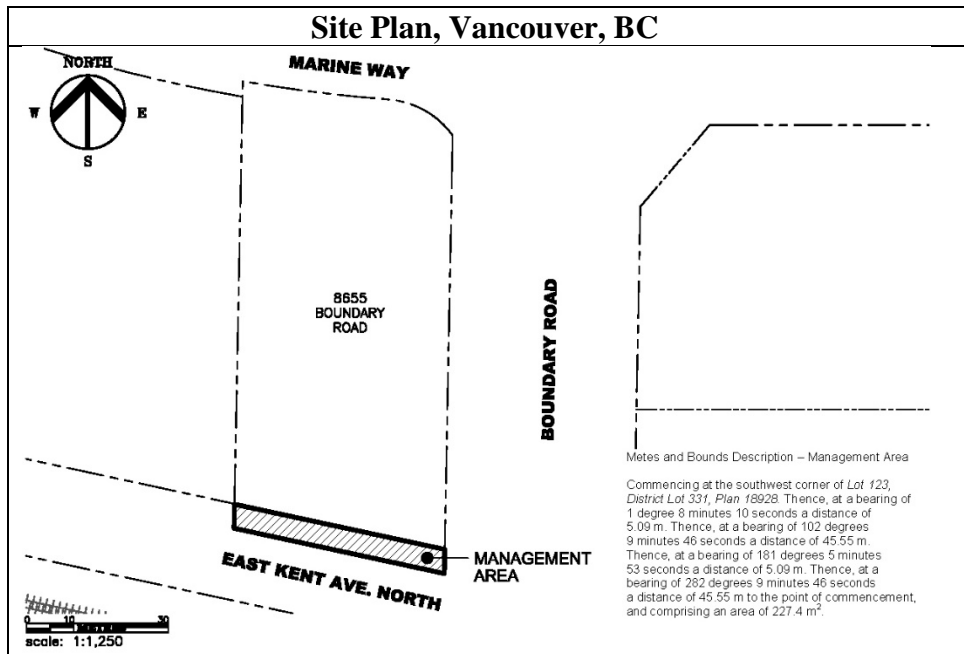 Site Plan, Vancouver, BC
NORTH
W
E
S
MARINE WAY
8655
BOUNDARY
ROAD
BOUNDARY ROAD
Metes and Bounds Description – Management Area
Commencing at the southwest corner of Lot 123,
District Lot 331, Plan 18928. Thence, at a bearing of
1 degree 8 minutes 10 seconds a distance of
5.09 m. Thence, at a bearing of 102 degrees
9 minutes 46 seconds a distance of 45.55 m.
Thence, at a bearing of 181 degrees 5 minutes
53 seconds a distance of 5.09 m. Thence, at a
bearing of 282 degrees 9 minutes 46 seconds
a distance of 45.55 m to the point of commencement,
and comprising an area of 227.4 m².
MANAGEMENT
AREA
EAST KENT AVE. NORTH
0 10 30
scale: 1:1,250